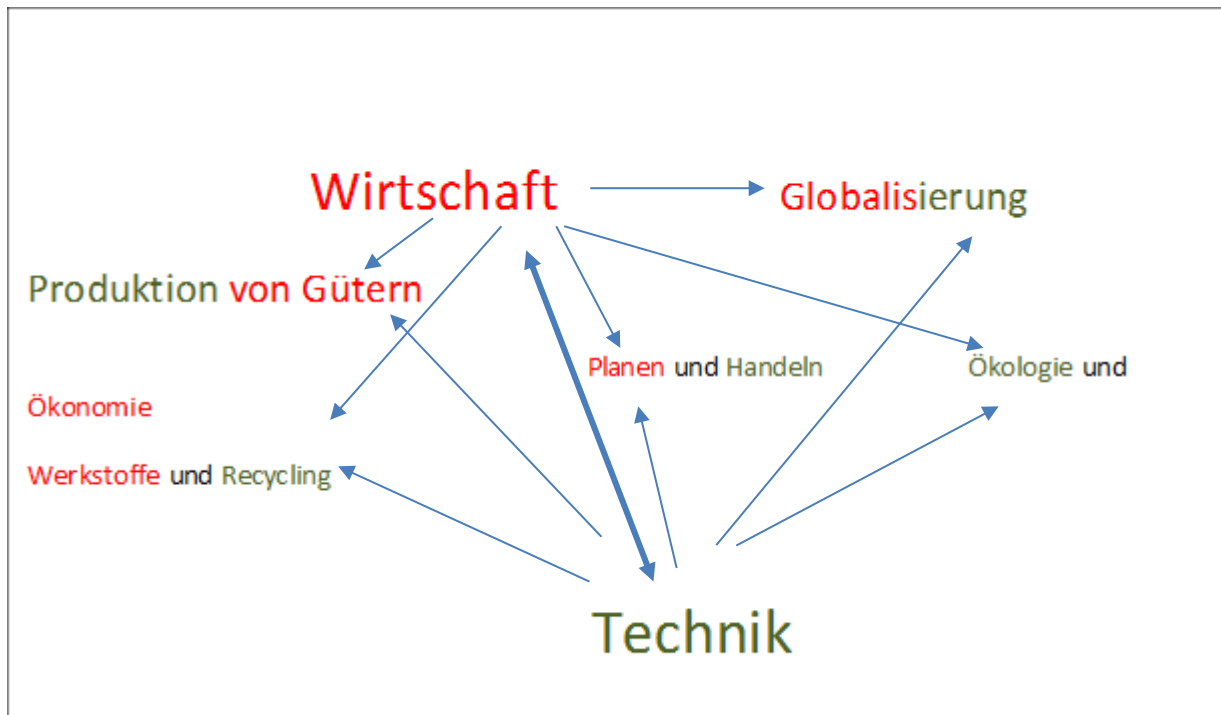 Wirtschaft
Globalisierung
Produktion von Gütern
Planen und Handeln
Ökologie und
Ökonomie
Werkstoffe und Recycling
Technik